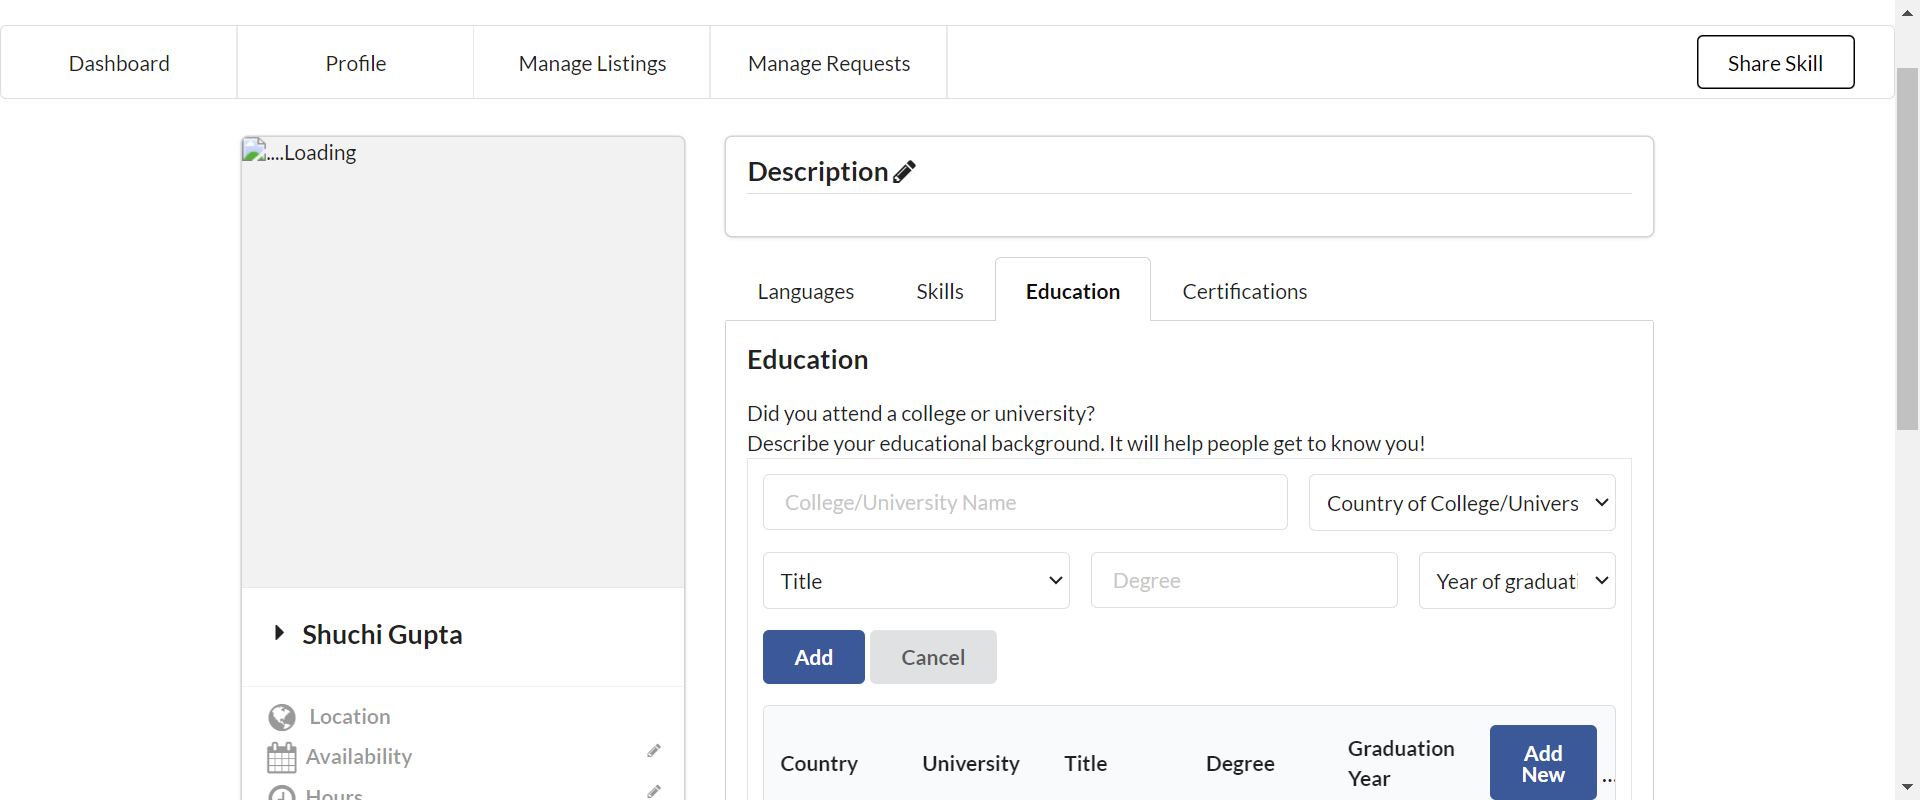 Dashboard
Profile
Manage Listings
Manage Requests
Share Skill
....Loading
Shuchi Gupta
Location
Availability
Hours
Description
Languages
Skills
Education
Certifications
Education
Did you attend a college or university?
Describe your educational background. It will help people get to know you!
College/University Name
Country of College/Univers
Title
Degree
Year of graduati
Add
Cancel
Country
University
Title
Degree
Graduation
Year
Add
New
...